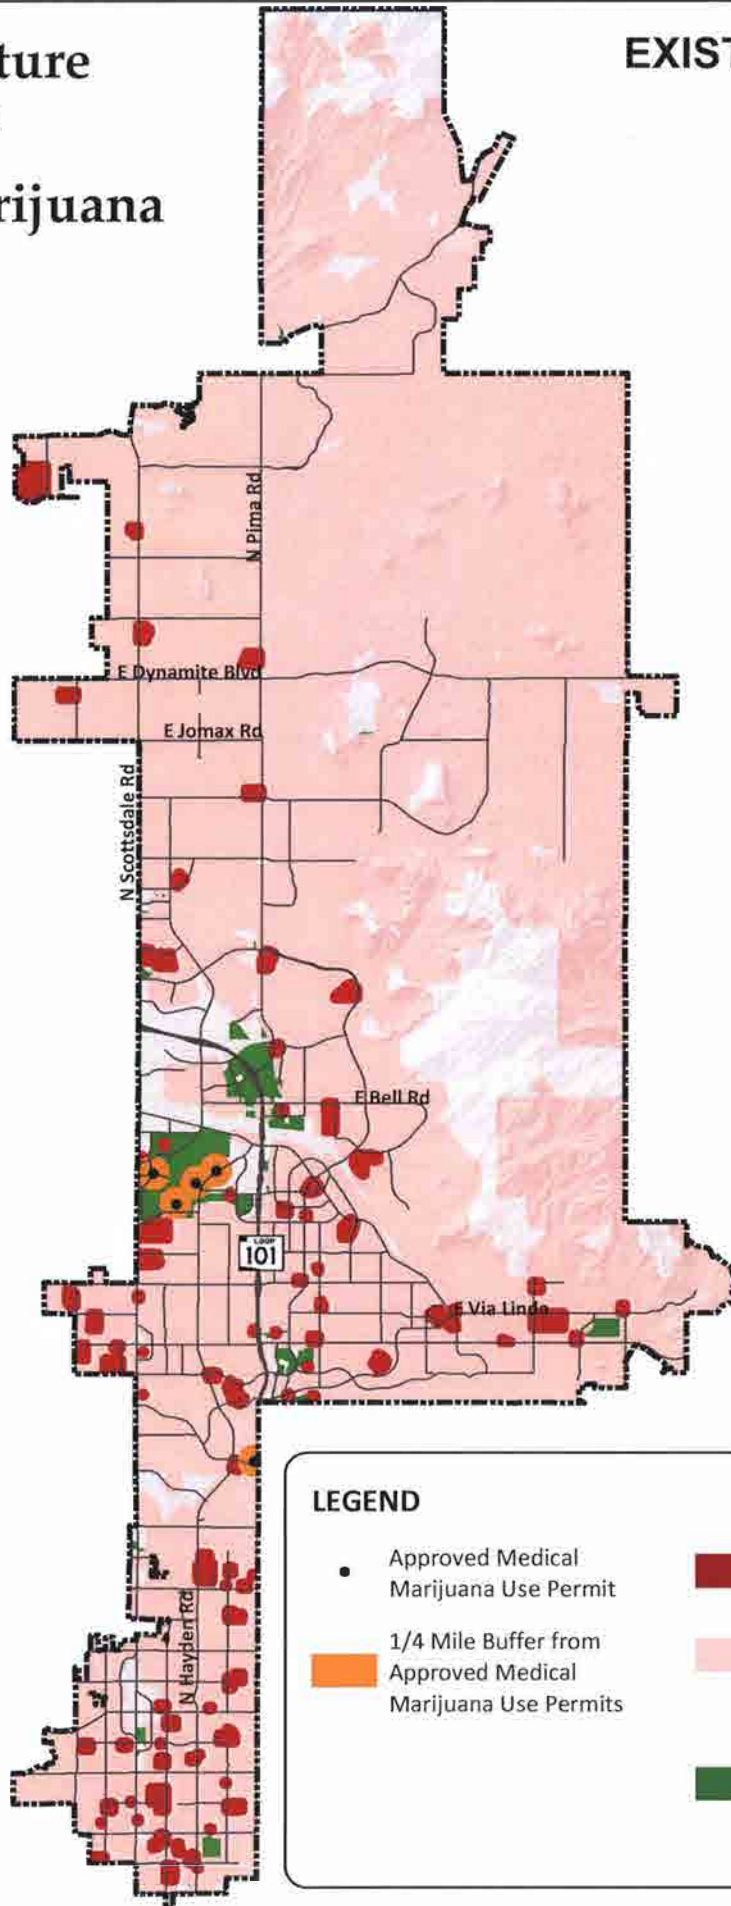 ture
rijuana
EXIST
N Pima Rd
E Dynamite Blvd
E Jomax Rd
N Scottsdale Rd
E Bell Rd
LOOP
101
E Via Linda
N Hayden Rd
LEGEND
Approved Medical
Marijuana Use Permit
1/4 Mile Buffer from
Approved Medical
Marijuana Use Permits